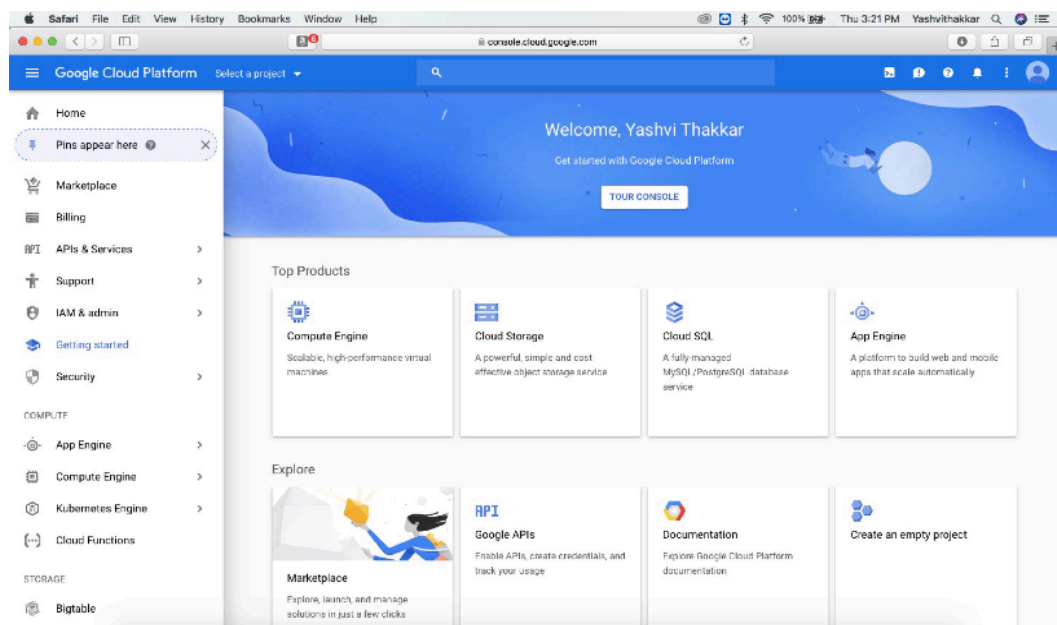 Safari File Edit View History Bookmarks Window Help 100% Thu 3:21 PM Yashvithakkar
console.cloud.google.com
Google Cloud Platform Select a project
Home
Pins appear here
Marketplace
Billing
API APIs & Services
Support
IAM & admin
Getting started
Security
COMPUTE
App Engine
Compute Engine
Kubernetes Engine
Cloud Functions
STORAGE
Bigtable
Welcome, Yashvi Thakkar
Get started with Google Cloud Platform
TOUR CONSOLE
Top Products
Compute Engine
Scalable, high-performance virtual
machines
Cloud Storage
A powerful, simple and cost
effective object storage service
Cloud SQL
A fully-managed
MySQL/PostgreSQL database
service
App Engine
A platform to build web and mobile
apps that scale automatically
Explore
Marketplace
Explore, launch, and manage
solutions in just a few clicks
API
Google APIs
Enable APIs, create credentials, and
track your usage
Documentation
Explore Google Cloud Platform
documentation
Create an empty project